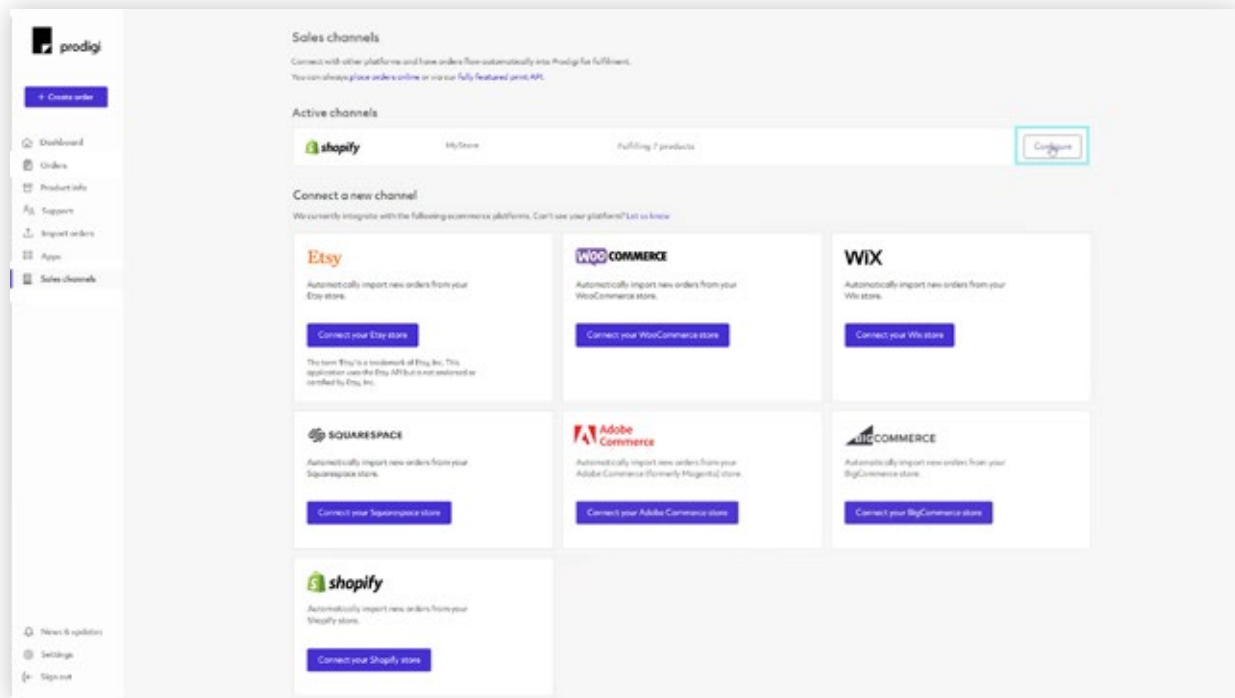 prodigi
+ Create order
Dashboard
Orders
Product info
Support
Import orders
Apps
Sales channels
News & updates
Settings
Sign out
Sales channels
Connect with other platforms and have orders flow automatically into Prodigi for fulfilment.
You can always place orders online or via our fully featured print API.
Active channels
shopify MyStore Fulfilling 7 products Configure
Connect a new channel
We currently integrate with the following ecommerce platforms. Can't see your platform? Let us know
Etsy
Automatically import new orders from your
Etsy store.
Connect your Etsy store
The term 'Etsy' is a trademark of Etsy, Inc. This
application uses the Etsy API but is not endorsed or
certified by Etsy, Inc.
WOO COMMERCE
Automatically import new orders from your
WooCommerce store.
Connect your WooCommerce store
WiX
Automatically import new orders from your
Wix store.
Connect your Wix store
SQUARESPACE
Automatically import new orders from your
Squarespace store.
Connect your Squarespace store
Adobe
Commerce
Automatically import new orders from your
Adobe Commerce (formerly Magento) store.
Connect your Adobe Commerce store
BIGCOMMERCE
Automatically import new orders from your
BigCommerce store.
Connect your BigCommerce store
shopify
Automatically import new orders from your
Shopify store.
Connect your Shopify store